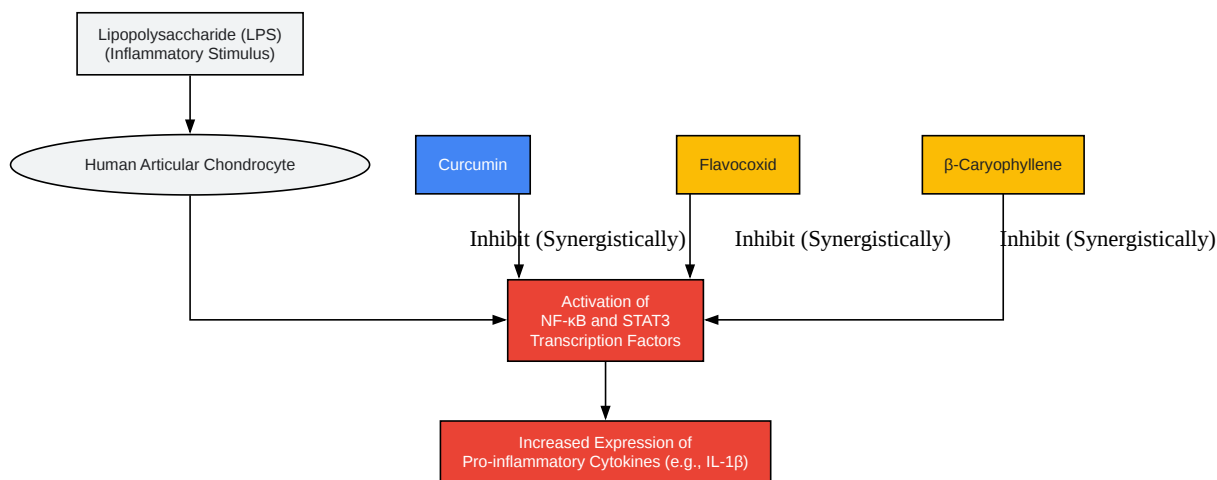 Lipopolysaccharide (LPS)
(Inflammatory Stimulus)
Human Articular Chondrocyte
Curcumin
Flavocoxid
β-Caryophyllene
Inhibit (Synergistically)
Inhibit (Synergistically)
Inhibit (Synergistically)
Activation of
NF-κB and STAT3
Transcription Factors
Increased Expression of
Pro-inflammatory Cytokines (e.g., IL-1β)